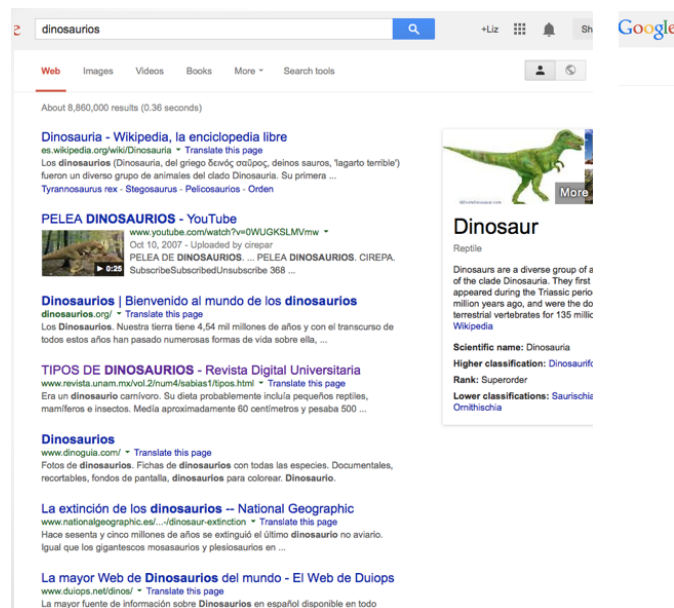 dinosaurios
+Liz
Sh
Google
Web Images Videos Books More Search tools
About 8,860,000 results (0.36 seconds)
Dinosauria - Wikipedia, la enciclopedia libre
es.wikipedia.org/wiki/Dinosauria Translate this page
Los dinosaurios (Dinosauria, del griego δεινός σαῦρος, deinos sauros, 'lagarto terrible')
fueron un diverso grupo de animales del clado Dinosauria. Su primera ...
Tyrannosaurus rex - Stegosaurus - Pelicosaurios - Orden
PELEA DINOSAURIOS - YouTube
www.youtube.com/watch?v=0WUGKSLMVmw
Oct 10, 2007 - Uploaded by cirepar
PELEA DE DINOSAURIOS. ... PELEA DINOSAURIOS. CIREPA.
SubscribeSubscribedUnsubscribe 368 ...
0:25
Dinosaurios | Bienvenido al mundo de los dinosaurios
dinosaurios.org/ Translate this page
Los Dinosaurios. Nuestra tierra tiene 4,54 mil millones de años y con el transcurso de
todos estos años han pasado numerosas formas de vida sobre ella, ...
TIPOS DE DINOSAURIOS - Revista Digital Universitaria
www.revista.unam.mx/vol.2/num4/sabias1/tipos.html Translate this page
Era un dinosaurio carnívoro. Su dieta probablemente incluía pequeños reptiles,
mamíferos e insectos. Medía aproximadamente 60 centímetros y pesaba 500 ...
Dinosaurios
www.dinoguia.com/ Translate this page
Fotos de dinosaurios. Fichas de dinosaurios con todas las especies. Documentales,
recortables, fondos de pantalla, dinosaurios para colorear. Dinosaurio.
La extinción de los dinosaurios -- National Geographic
www.nationalgeographic.es/.../dinosaur-extinction Translate this page
Hace sesenta y cinco millones de años se extinguió el último dinosaurio no aviario.
Igual que los gigantescos mosasaurios y plesiosaurios en ...
La mayor Web de Dinosaurios del mundo - El Web de Duiops
www.duiops.net/dinos/ Translate this page
La mayor fuente de información sobre Dinosaurios en español disponible en todo
More
Dinosaur
Reptile
Dinosaurs are a diverse group of a
of the clade Dinosauria. They first
appeared during the Triassic perio
million years ago, and were the do
terrestrial vertebrates for 135 millio
Wikipedia
Scientific name: Dinosauria
Higher classification: Dinosaurifo
Rank: Superorder
Lower classifications: Saurischia
Ornithischia